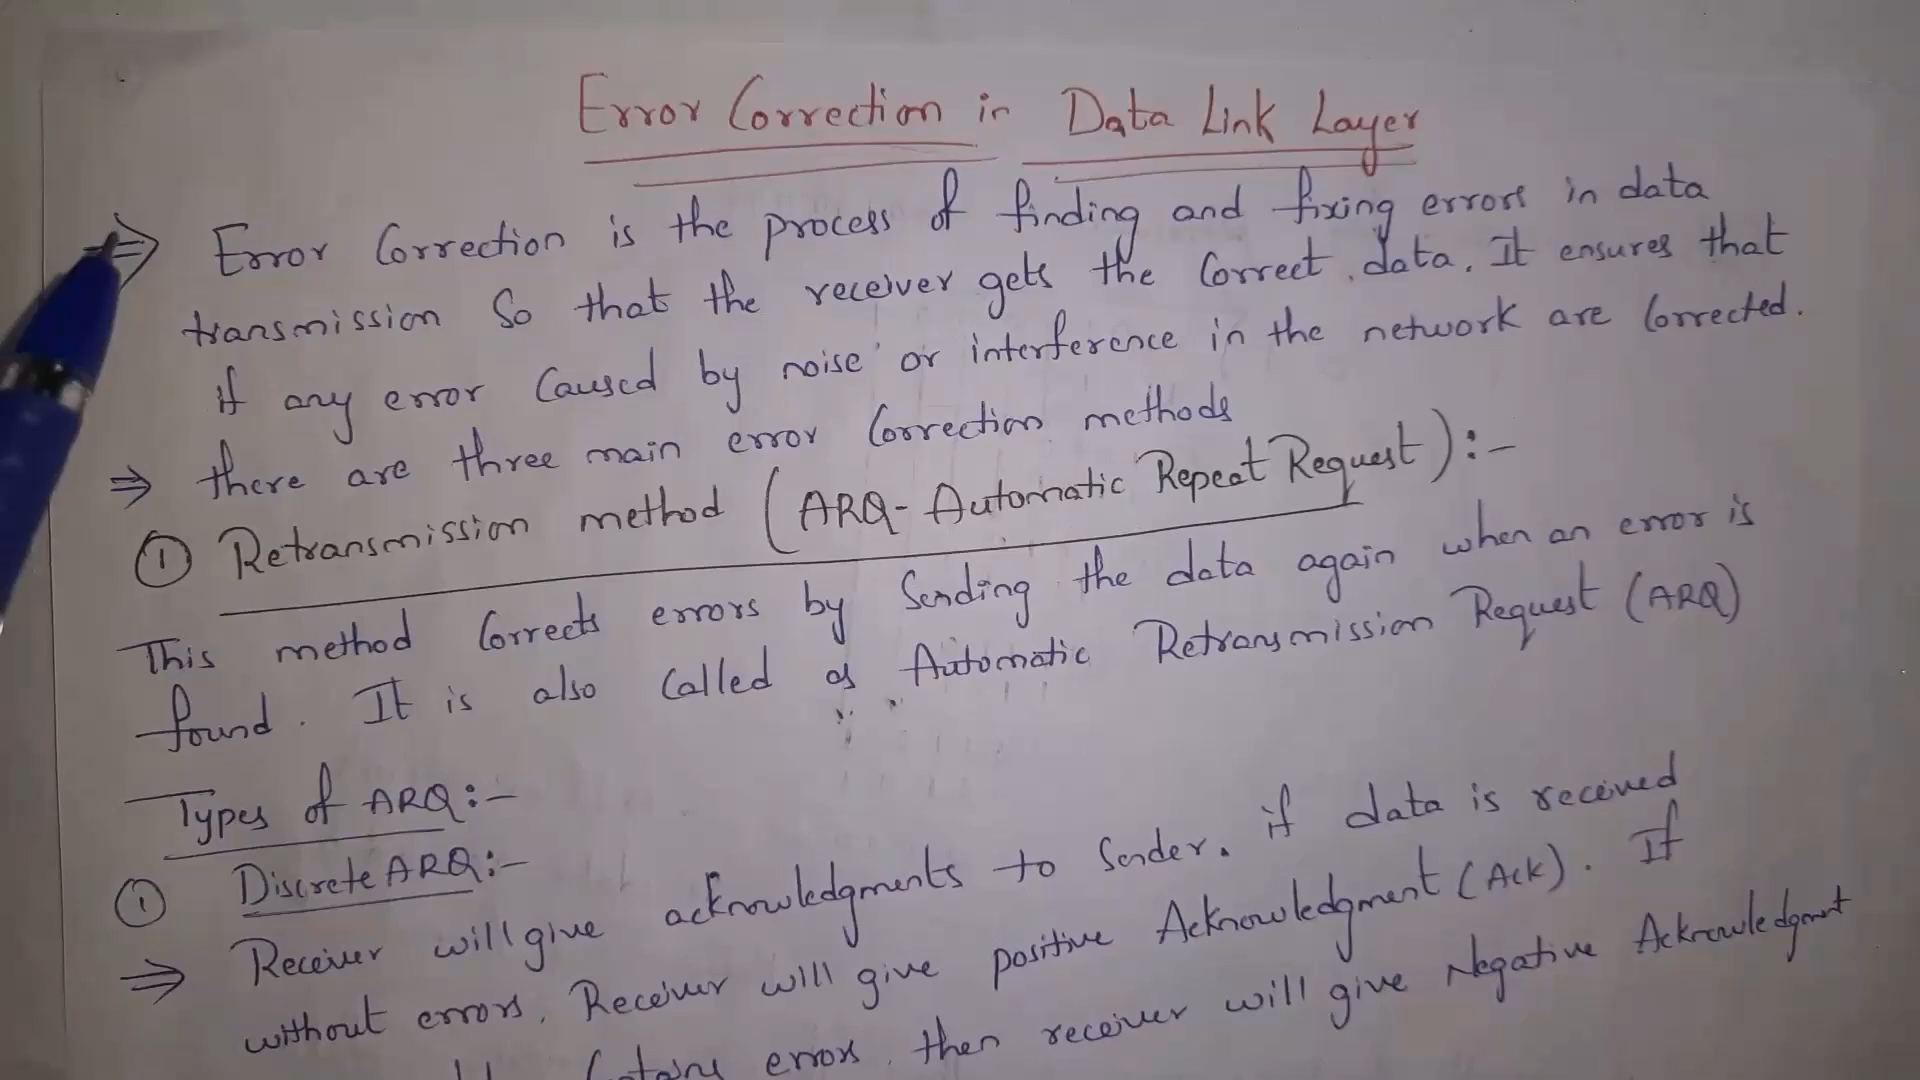 Error Correction in Data Link Layer
⇒ Error Correction is the process of finding and fixing errors in data
transmission So that the receiver gets the Correct data. It ensures that
if any error Caused by noise or interference in the network are Corrected.
⇒ there are three main error Correction methods
① Retransmission method (ARQ- Automatic Repeat Request):-
This method Corrects errors by Sending the data again when an error is
found. It is also Called as Automatic Retransmission Request (ARQ)
Types of ARQ:-
① Discrete ARQ:-
⇒ Receiver will give acknowledgments to Sender. if data is received
without errors, Receiver will give positive Acknowledgment (Ack). If
errors, then receiver will give Negative Acknowledgment